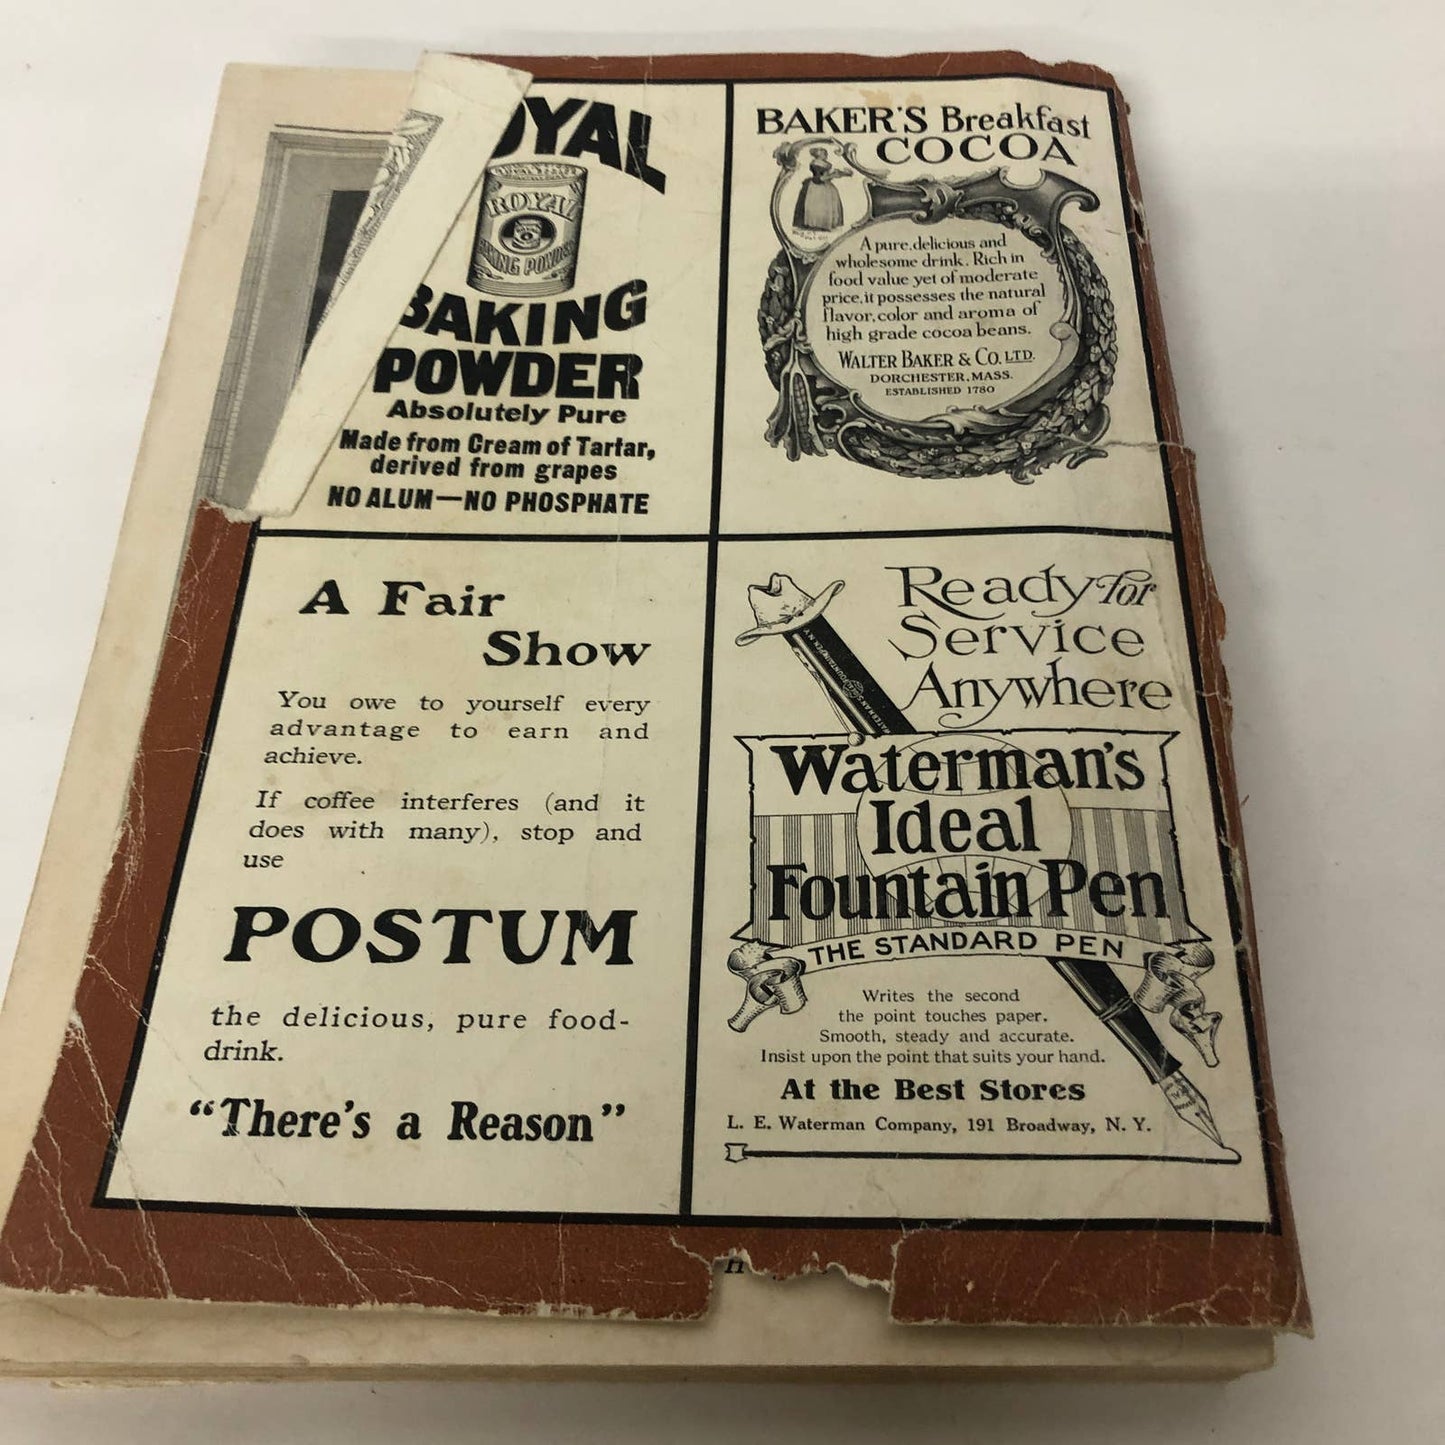 ROYAL
BAKING POWDER
BAKING
POWDER
Absolutely Pure
Made from Cream of Tartar,
derived from grapes
NO ALUM—NO PHOSPHATE
BAKER'S Breakfast
COCOA
A pure, delicious and
wholesome drink. Rich in
food value yet of moderate
price, it possesses the natural
flavor, color and aroma of
high grade cocoa beans.
WALTER BAKER & CO. LTD.
DORCHESTER, MASS.
ESTABLISHED 1780
A Fair
Show
You owe to yourself every
advantage to earn and
achieve.
If coffee interferes (and it
does with many), stop and
use
POSTUM
the delicious, pure food-
drink.
"There's a Reason"
Ready for
Service
Anywhere
Waterman's
Ideal
Fountain Pen
THE STANDARD PEN
Writes the second
the point touches paper.
Smooth, steady and accurate.
Insist upon the point that suits your hand.
At the Best Stores
L. E. Waterman Company, 191 Broadway, N. Y.